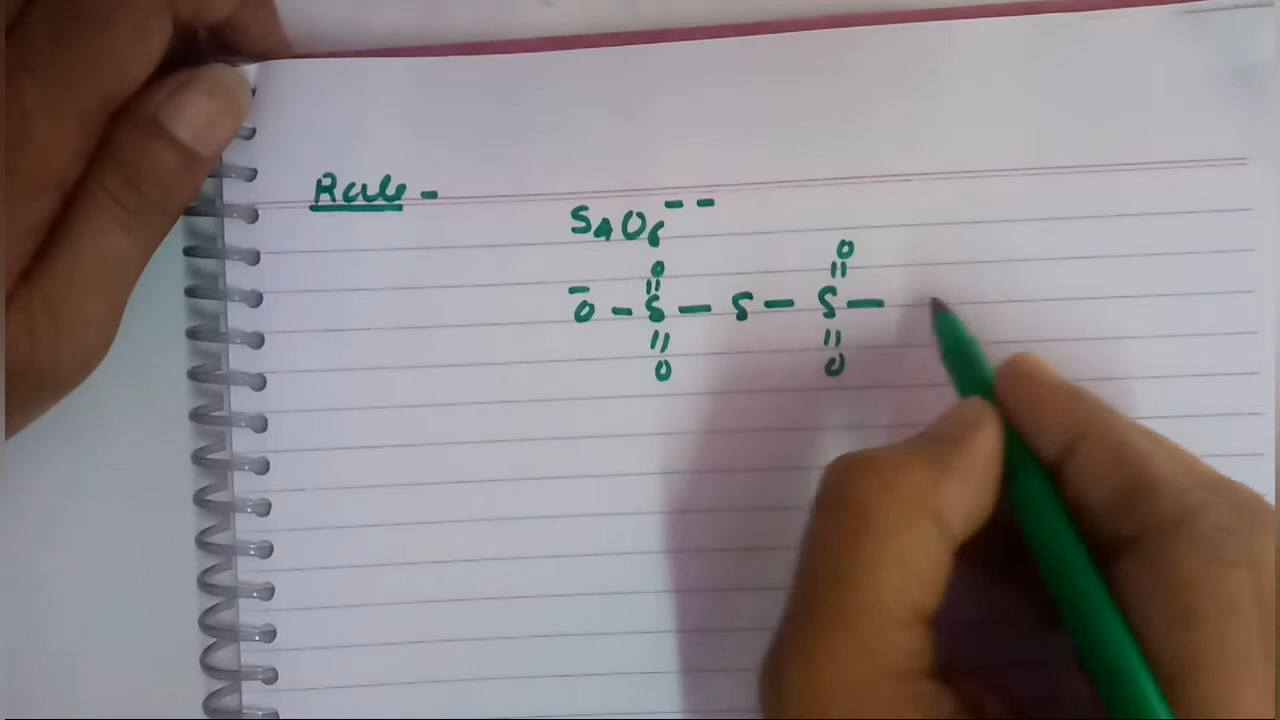 Rule -
S4O6--
O O
-O - S - S - S -
O O